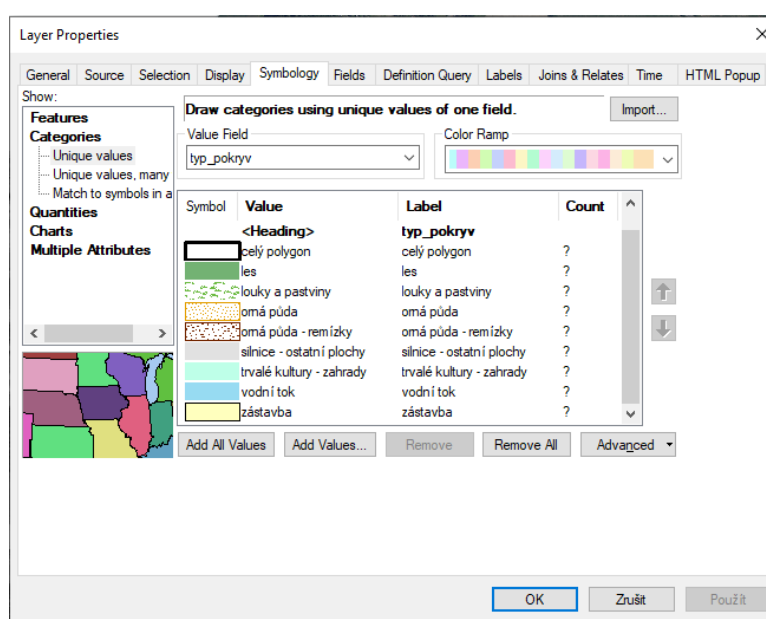 Layer Properties
General Source Selection Display Symbology Fields Definition Query Labels Joins & Relates Time HTML Popup
Show:
Features
Categories
Unique values
Unique values, many
Match to symbols in a
Quantities
Charts
Multiple Attributes
Draw categories using unique values of one field.
Import...
Value Field
typ_pokryv
Color Ramp
Symbol Value Label Count
<Heading> typ_pokryv
celý polygon celý polygon ?
les les ?
louky a pastviny louky a pastviny ?
orná půda orná půda ?
orná půda - remízky orná půda - remízky ?
silnice - ostatní plochy silnice - ostatní plochy ?
trvalé kultury - zahrady trvalé kultury - zahrady ?
vodní tok vodní tok ?
zástavba zástavba ?
Add All Values Add Values... Remove Remove All Advanced
OK Zrušit Použít